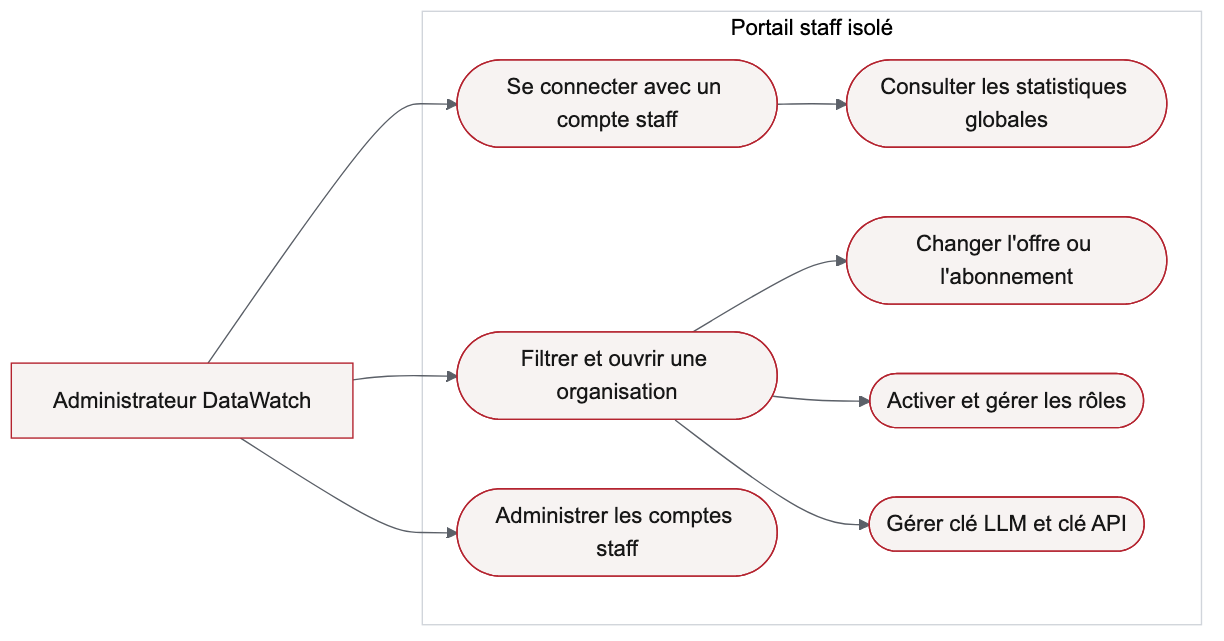 Portail staff isolé
Se connecter avec un
compte staff
Consulter les statistiques
globales
Changer l'offre ou
l'abonnement
Filtrer et ouvrir une
organisation
Administrateur DataWatch
Activer et gérer les rôles
Administrer les comptes
staff
Gérer clé LLM et clé API